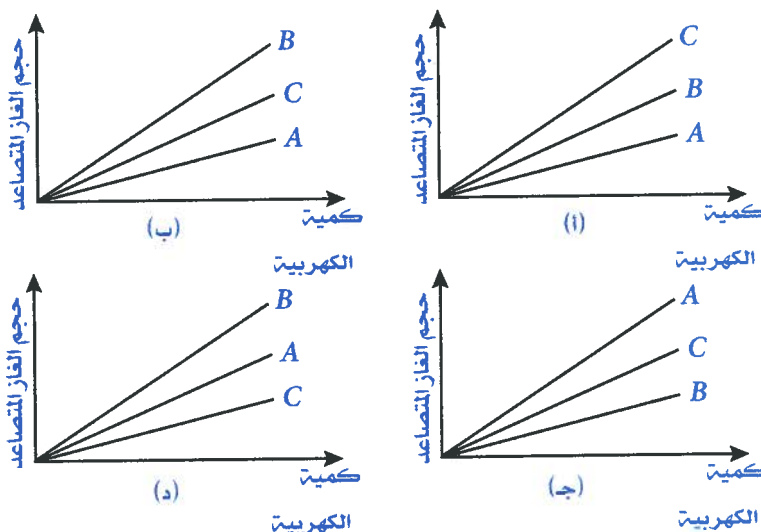 حجم الغاز المتصاعد
C
B
A
كمية
الكهربية
(أ)
حجم الغاز المتصاعد
B
C
A
كمية
الكهربية
(ب)
حجم الغاز المتصاعد
A
C
B
كمية
الكهربية
(جـ)
حجم الغاز المتصاعد
B
A
C
كمية
الكهربية
(د)